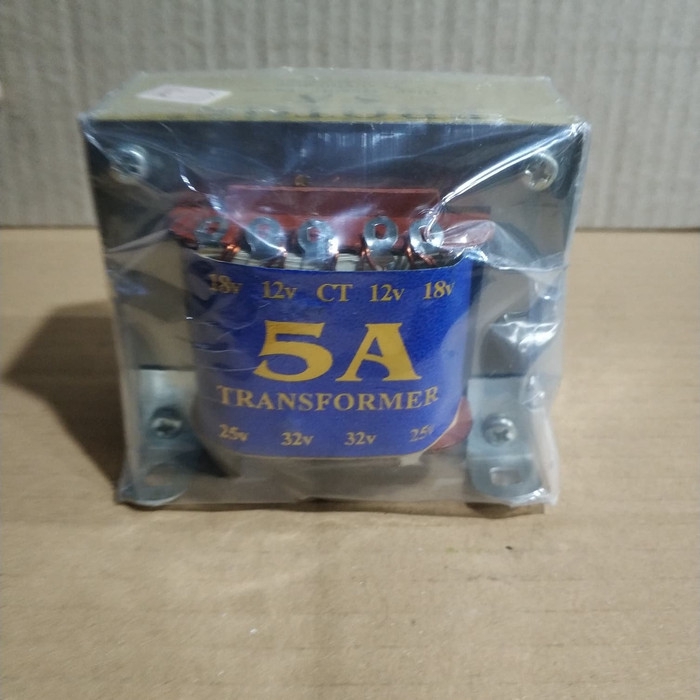 18v 12v CT 12v 18v
5A
TRANSFORMER
25v 32v 32v 25v